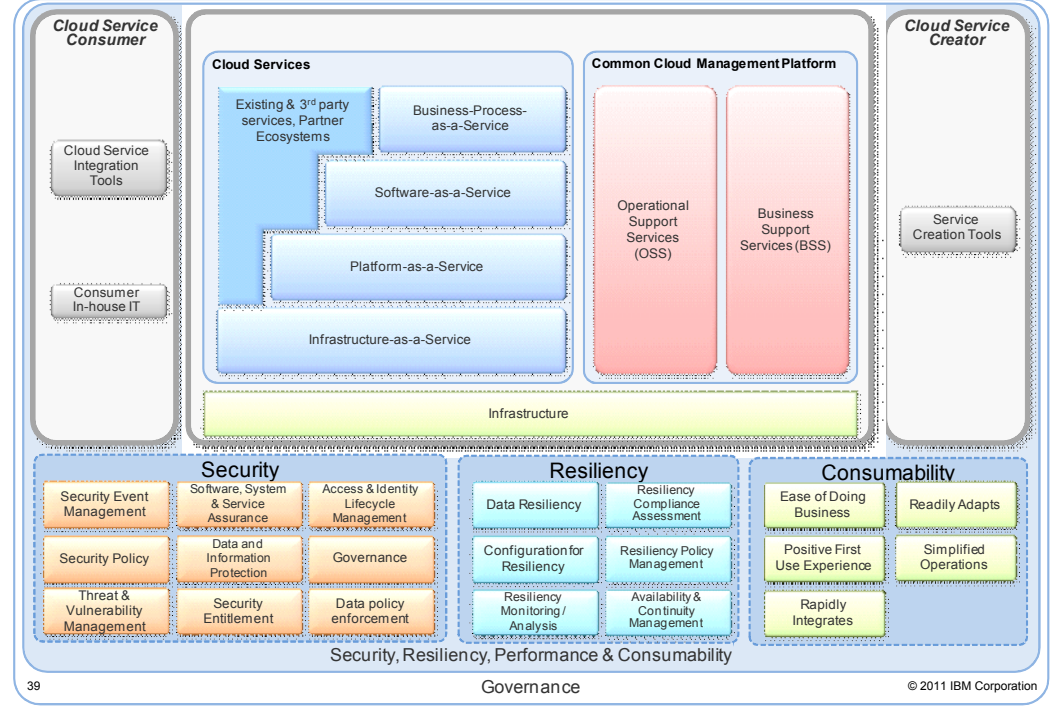 Cloud Service
Consumer
Cloud Service
Integration
Tools
Consumer
In-house IT
Cloud Services
Existing & 3rd party
services, Partner
Ecosystems
Business-Process-
as-a-Service
Software-as-a-Service
Platform-as-a-Service
Infrastructure-as-a-Service
Common Cloud Management Platform
Operational
Support
Services
(OSS)
Business
Support
Services (BSS)
Infrastructure
Cloud Service
Creator
Service
Creation Tools
Security
Security Event
Management
Software, System
& Service
Assurance
Access & Identity
Lifecycle
Management
Security Policy
Data and
Information
Protection
Governance
Threat &
Vulnerability
Management
Security
Entitlement
Data policy
enforcement
Resiliency
Data Resiliency
Resiliency
Compliance
Assessment
Configuration for
Resiliency
Resiliency Policy
Management
Resiliency
Monitoring /
Analysis
Availability &
Continuity
Management
Consumability
Ease of Doing
Business
Readily Adapts
Positive First
Use Experience
Simplified
Operations
Rapidly
Integrates
Security, Resiliency, Performance & Consumability
39
Governance
© 2011 IBM Corporation